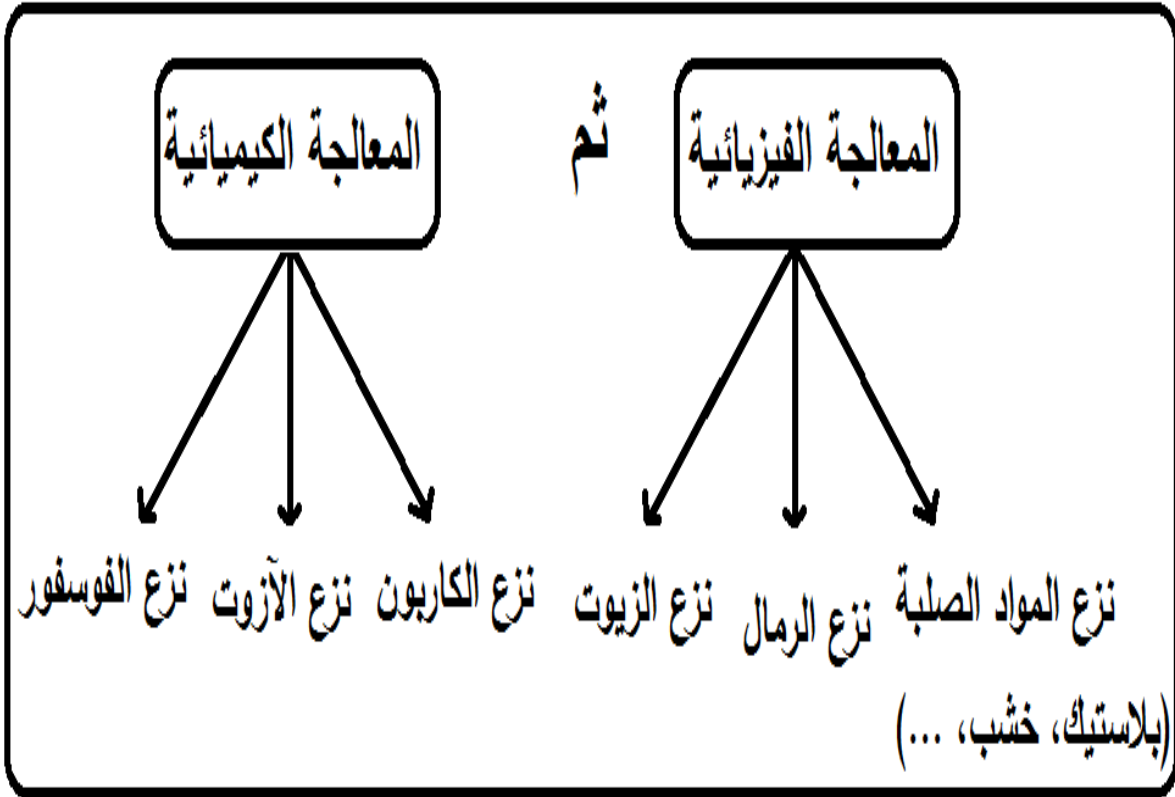 المعالجة الفيزيائية
ثم
المعالجة الكيميائية
نزع المواد الصلبة
(بلاستيك، خشب، ...)
نزع الرمال
نزع الزيوت
نزع الكاربون
نزع الآزوت
نزع الفوسفور